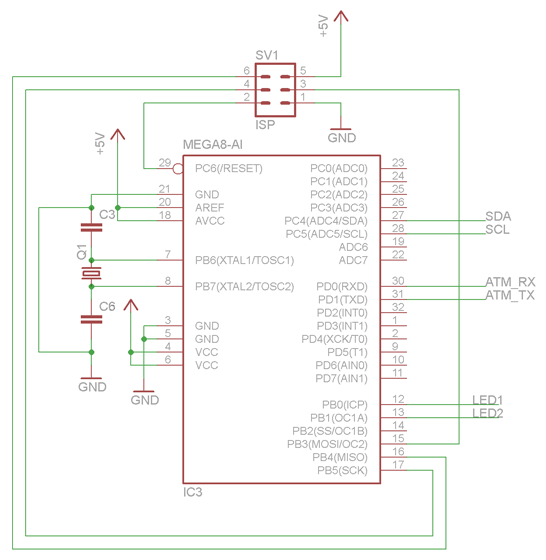 +5V
SV1
6 5
4 3
2 1
ISP
GND
+5V
MEGA8-AI
29 PC6(/RESET) PC0(ADC0) 23
PC1(ADC1) 24
21 GND PC2(ADC2) 25
20 AREF PC3(ADC3) 26
18 AVCC PC4(ADC4/SDA) 27 SDA
PC5(ADC5/SCL) 28 SCL
C3
ADC6 19
Q1
7 PB6(XTAL1/TOSC1) ADC7 22
8 PB7(XTAL2/TOSC2) PD0(RXD) 30 ATM_RX
PD1(TXD) 31 ATM_TX
C6
PD2(INT0) 32
3 GND PD3(INT1) 1
5 GND PD4(XCK/T0) 2
4 VCC PD5(T1) 9
6 VCC PD6(AIN0) 10
PD7(AIN1) 11
GND
GND
PB0(ICP) 12 LED1
PB1(OC1A) 13 LED2
PB2(SS/OC1B) 14
PB3(MOSI/OC2) 15
PB4(MISO) 16
PB5(SCK) 17
IC3